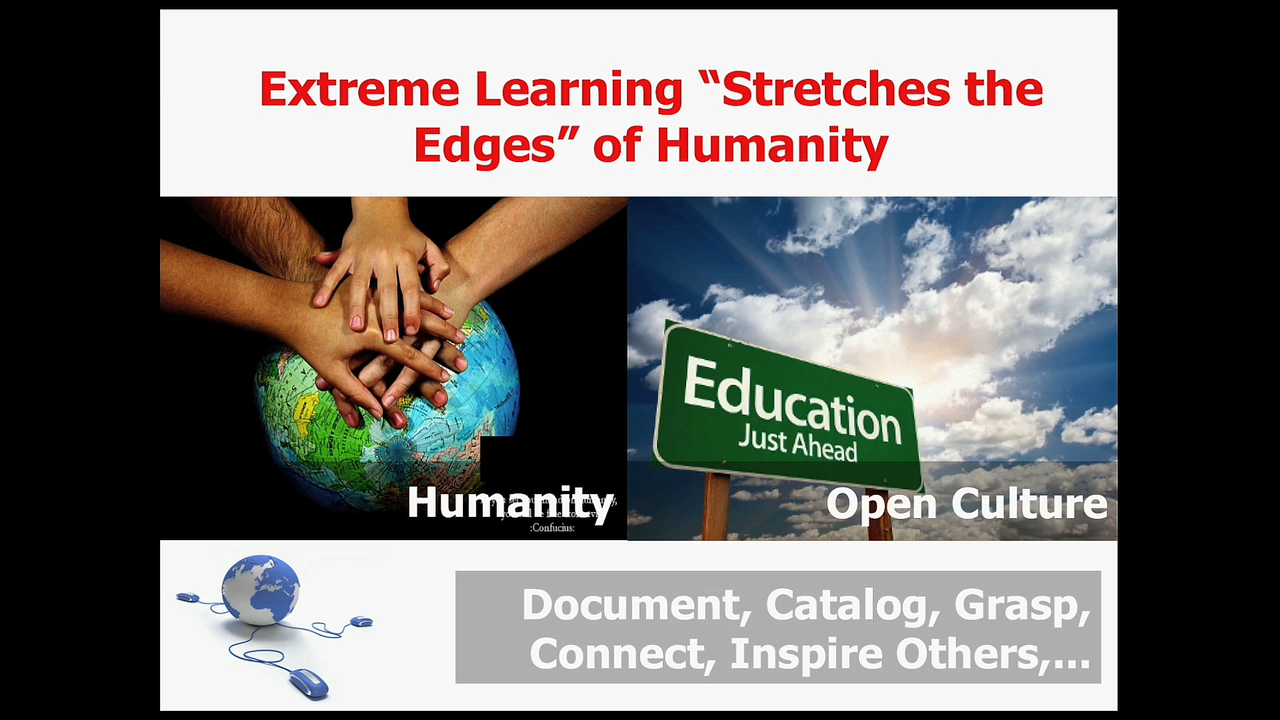 Extreme Learning “Stretches the
Edges” of Humanity
Education
Just Ahead
Humanity
:Confucius:
Open Culture
Document, Catalog, Grasp,
Connect, Inspire Others,...